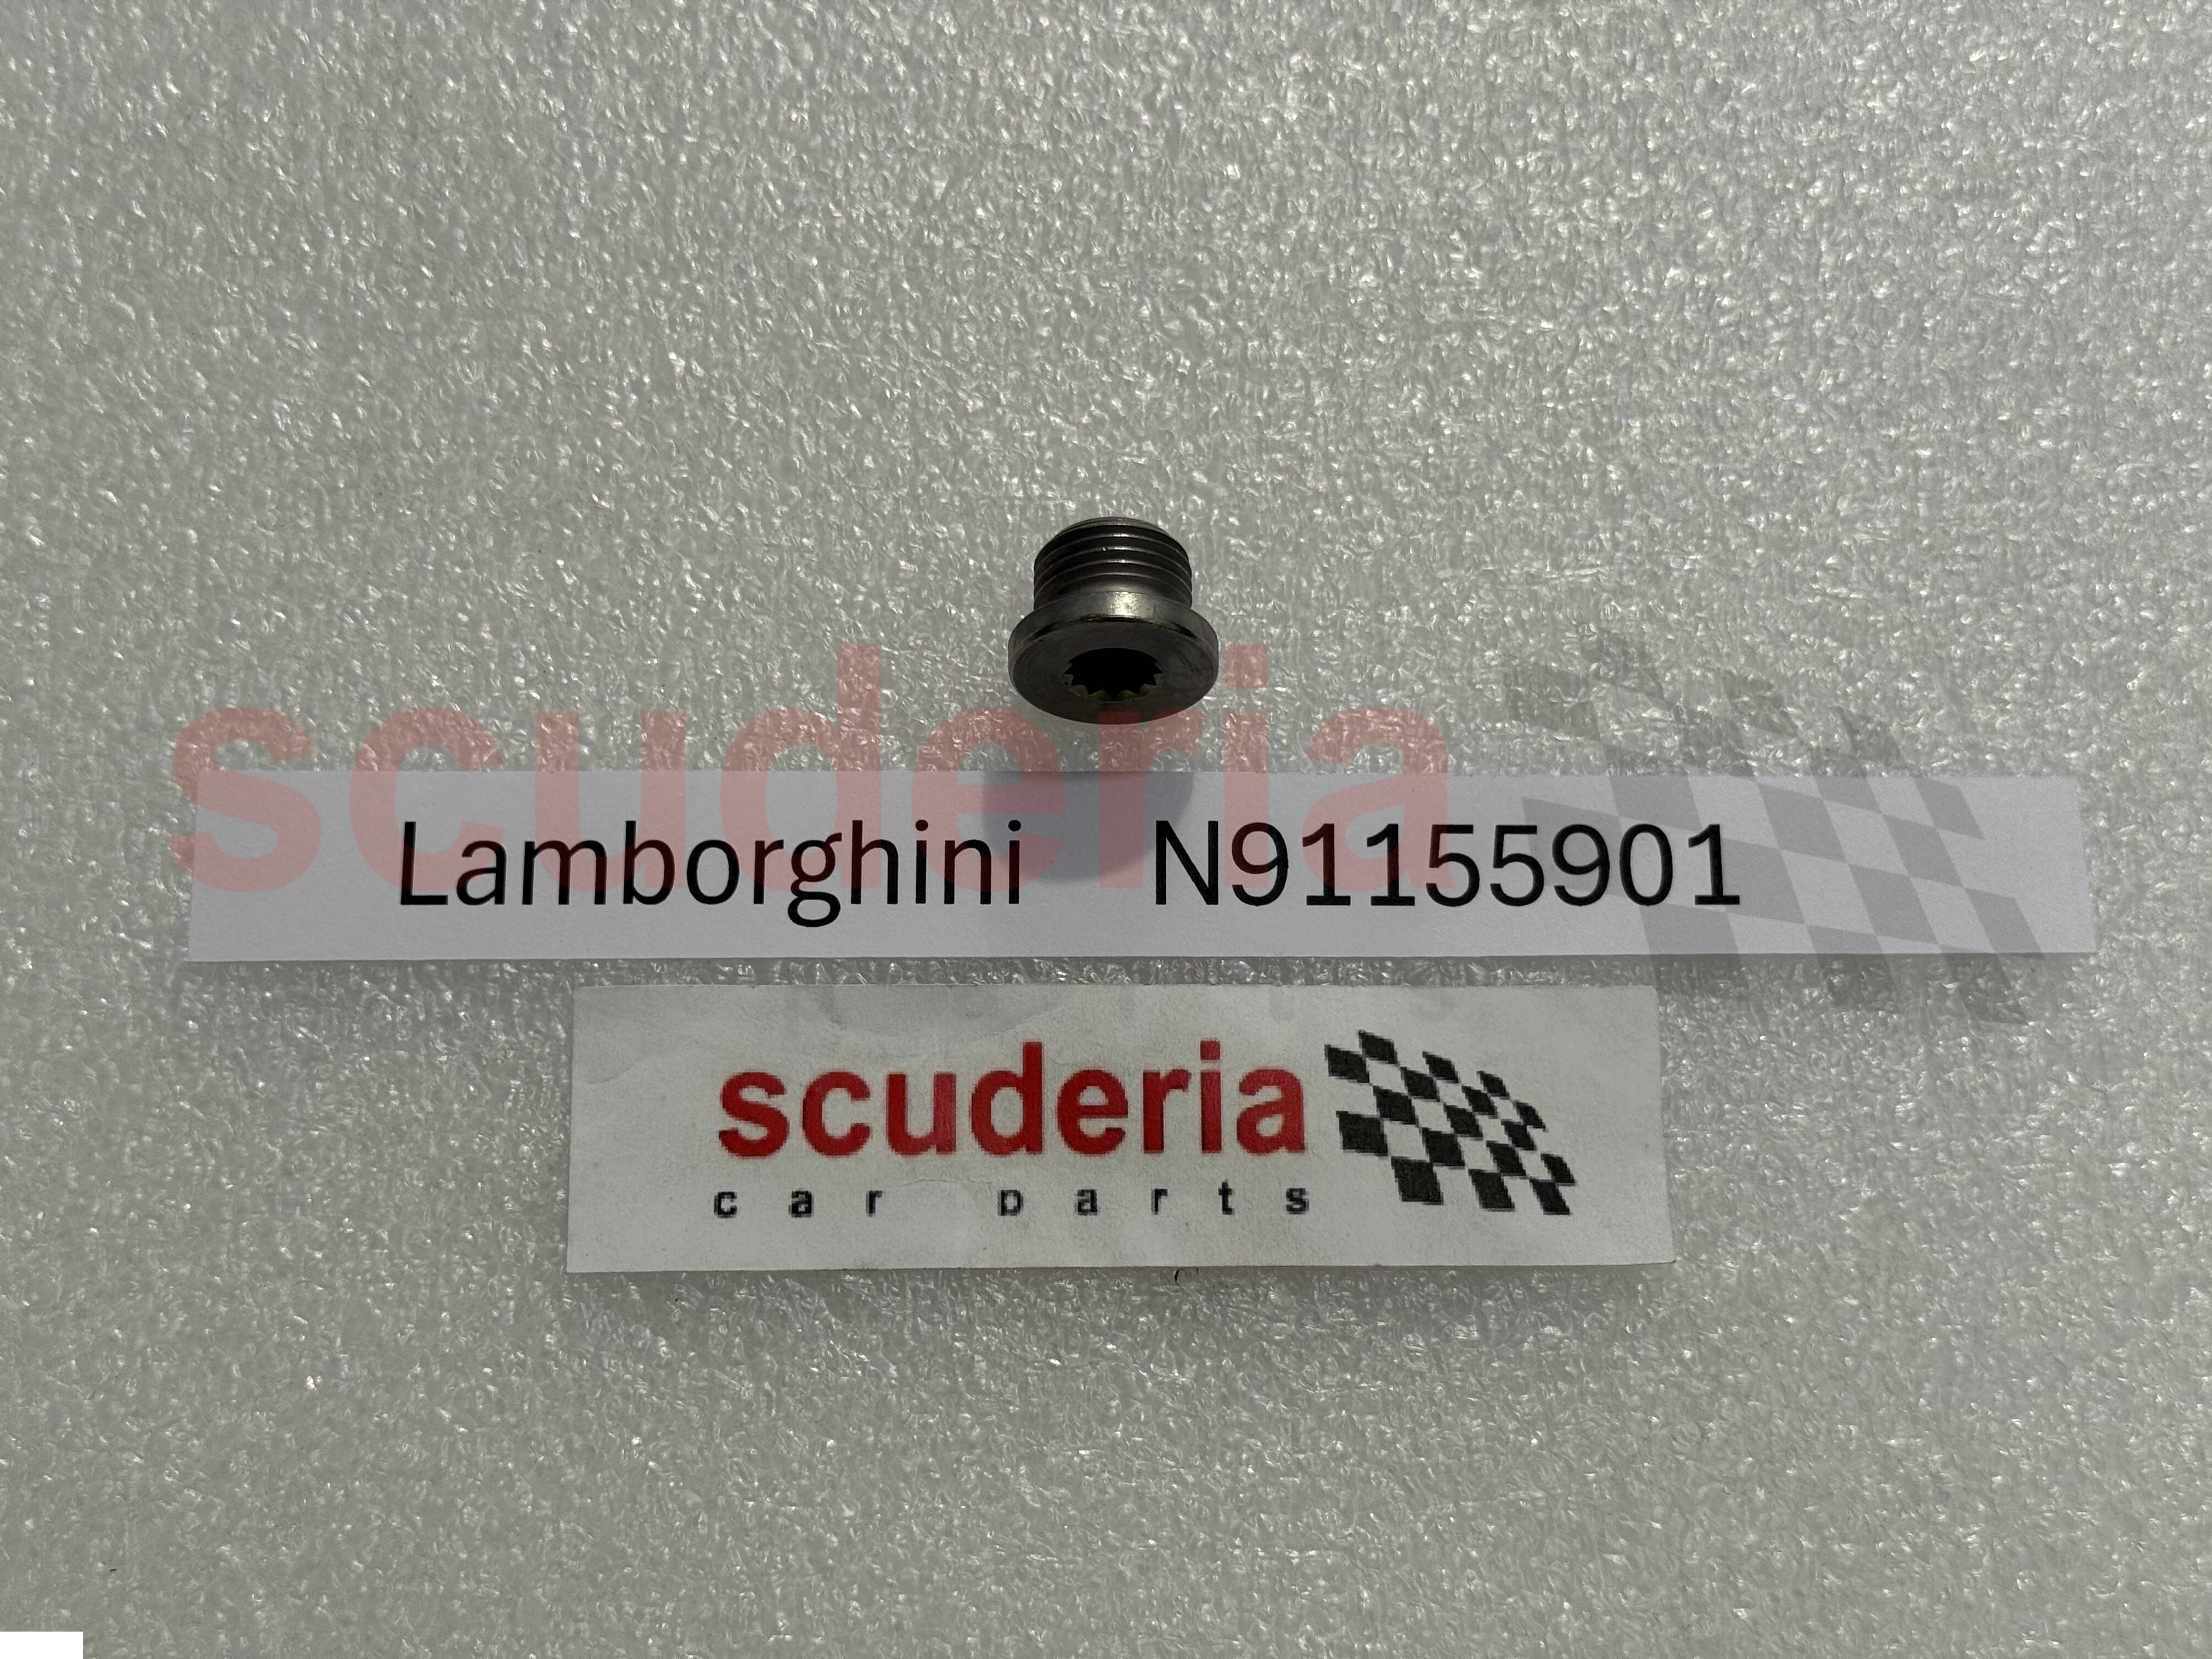 scuderia
Lamborghini N91155901
scuderia
car parts